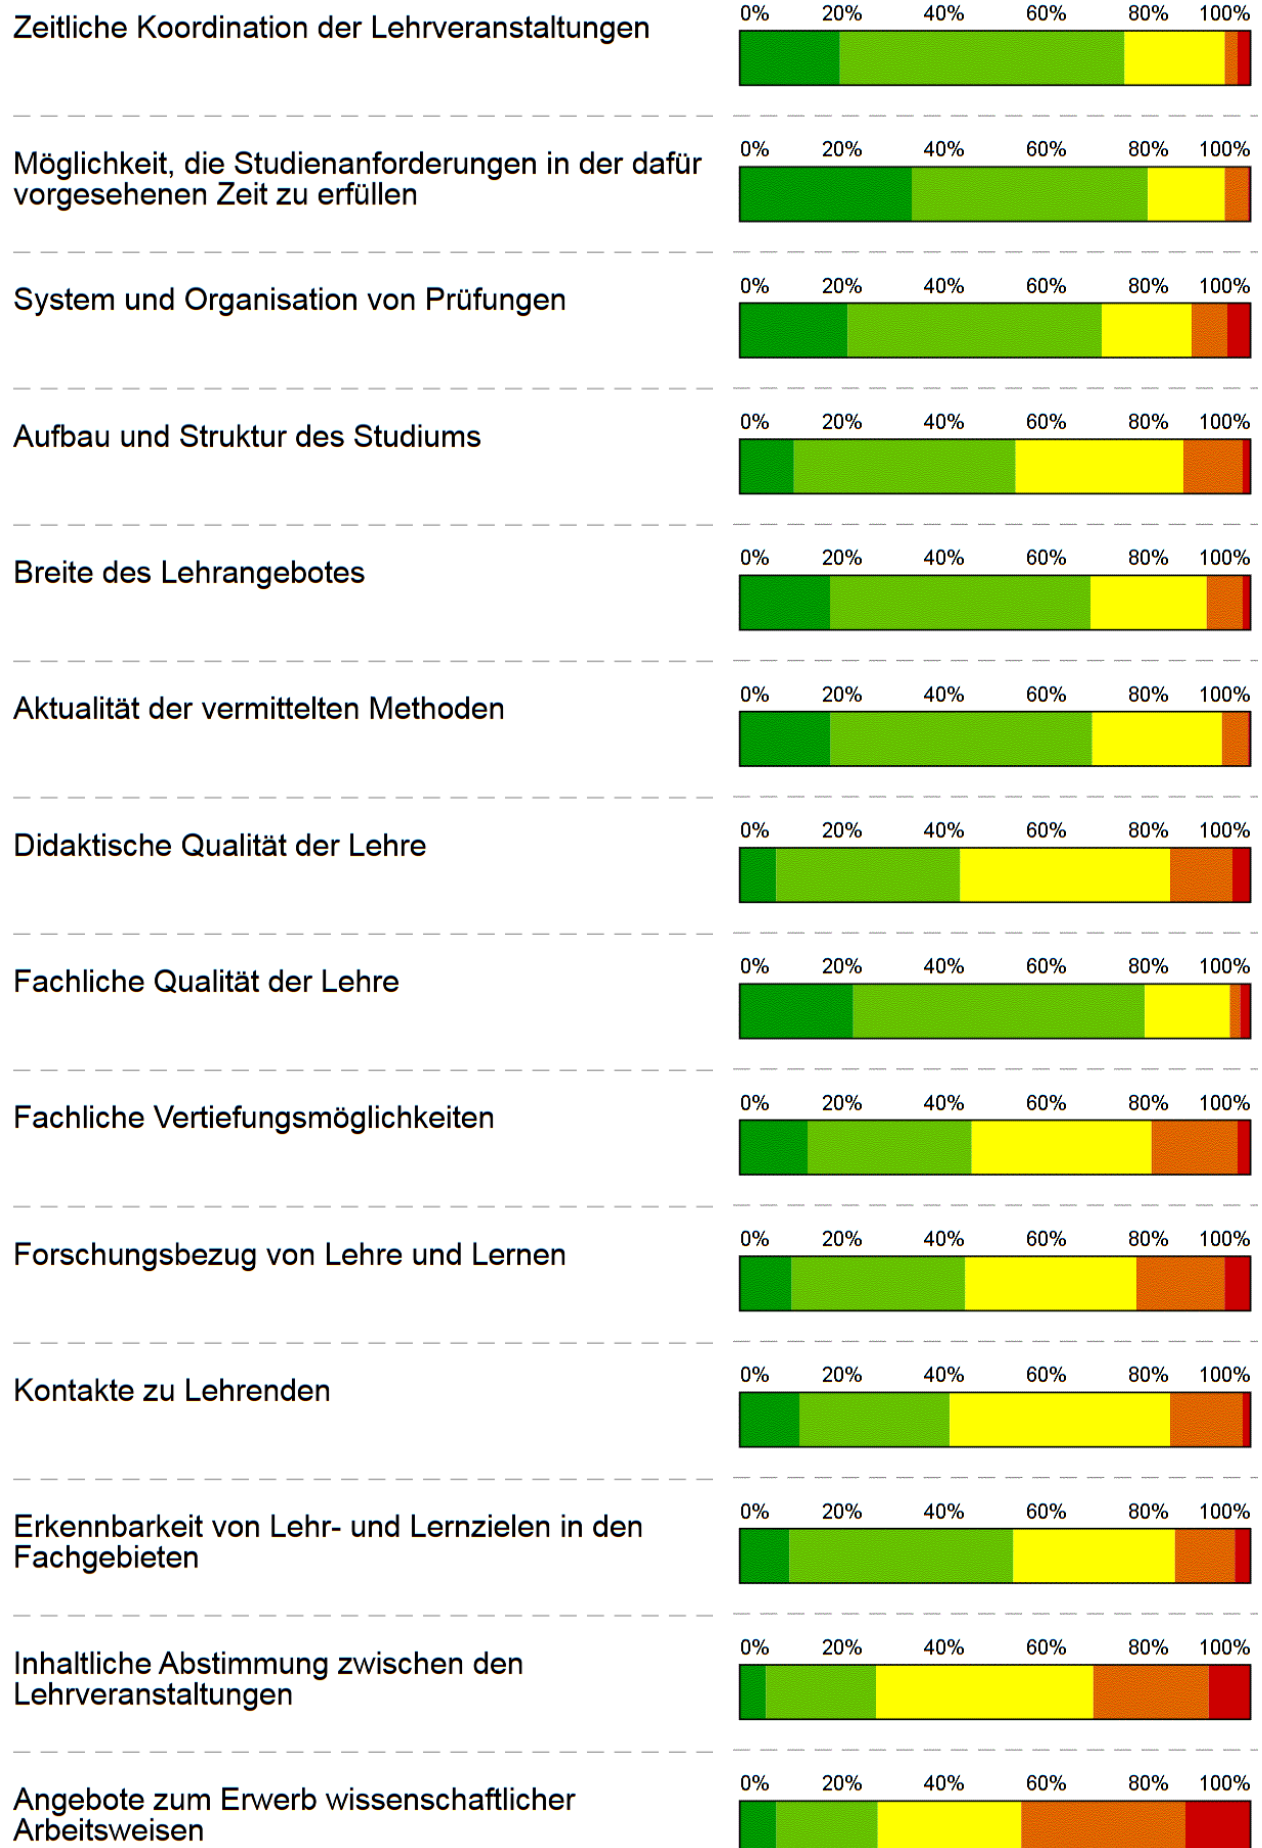 Zeitliche Koordination der Lehrveranstaltungen
0% 20% 40% 60% 80% 100%
Möglichkeit, die Studienanforderungen in der dafür
vorgesehenen Zeit zu erfüllen
0% 20% 40% 60% 80% 100%
System und Organisation von Prüfungen
0% 20% 40% 60% 80% 100%
Aufbau und Struktur des Studiums
0% 20% 40% 60% 80% 100%
Breite des Lehrangebotes
0% 20% 40% 60% 80% 100%
Aktualität der vermittelten Methoden
0% 20% 40% 60% 80% 100%
Didaktische Qualität der Lehre
0% 20% 40% 60% 80% 100%
Fachliche Qualität der Lehre
0% 20% 40% 60% 80% 100%
Fachliche Vertiefungsmöglichkeiten
0% 20% 40% 60% 80% 100%
Forschungsbezug von Lehre und Lernen
0% 20% 40% 60% 80% 100%
Kontakte zu Lehrenden
0% 20% 40% 60% 80% 100%
Erkennbarkeit von Lehr- und Lernzielen in den
Fachgebieten
0% 20% 40% 60% 80% 100%
Inhaltliche Abstimmung zwischen den
Lehrveranstaltungen
0% 20% 40% 60% 80% 100%
Angebote zum Erwerb wissenschaftlicher
Arbeitsweisen
0% 20% 40% 60% 80% 100%